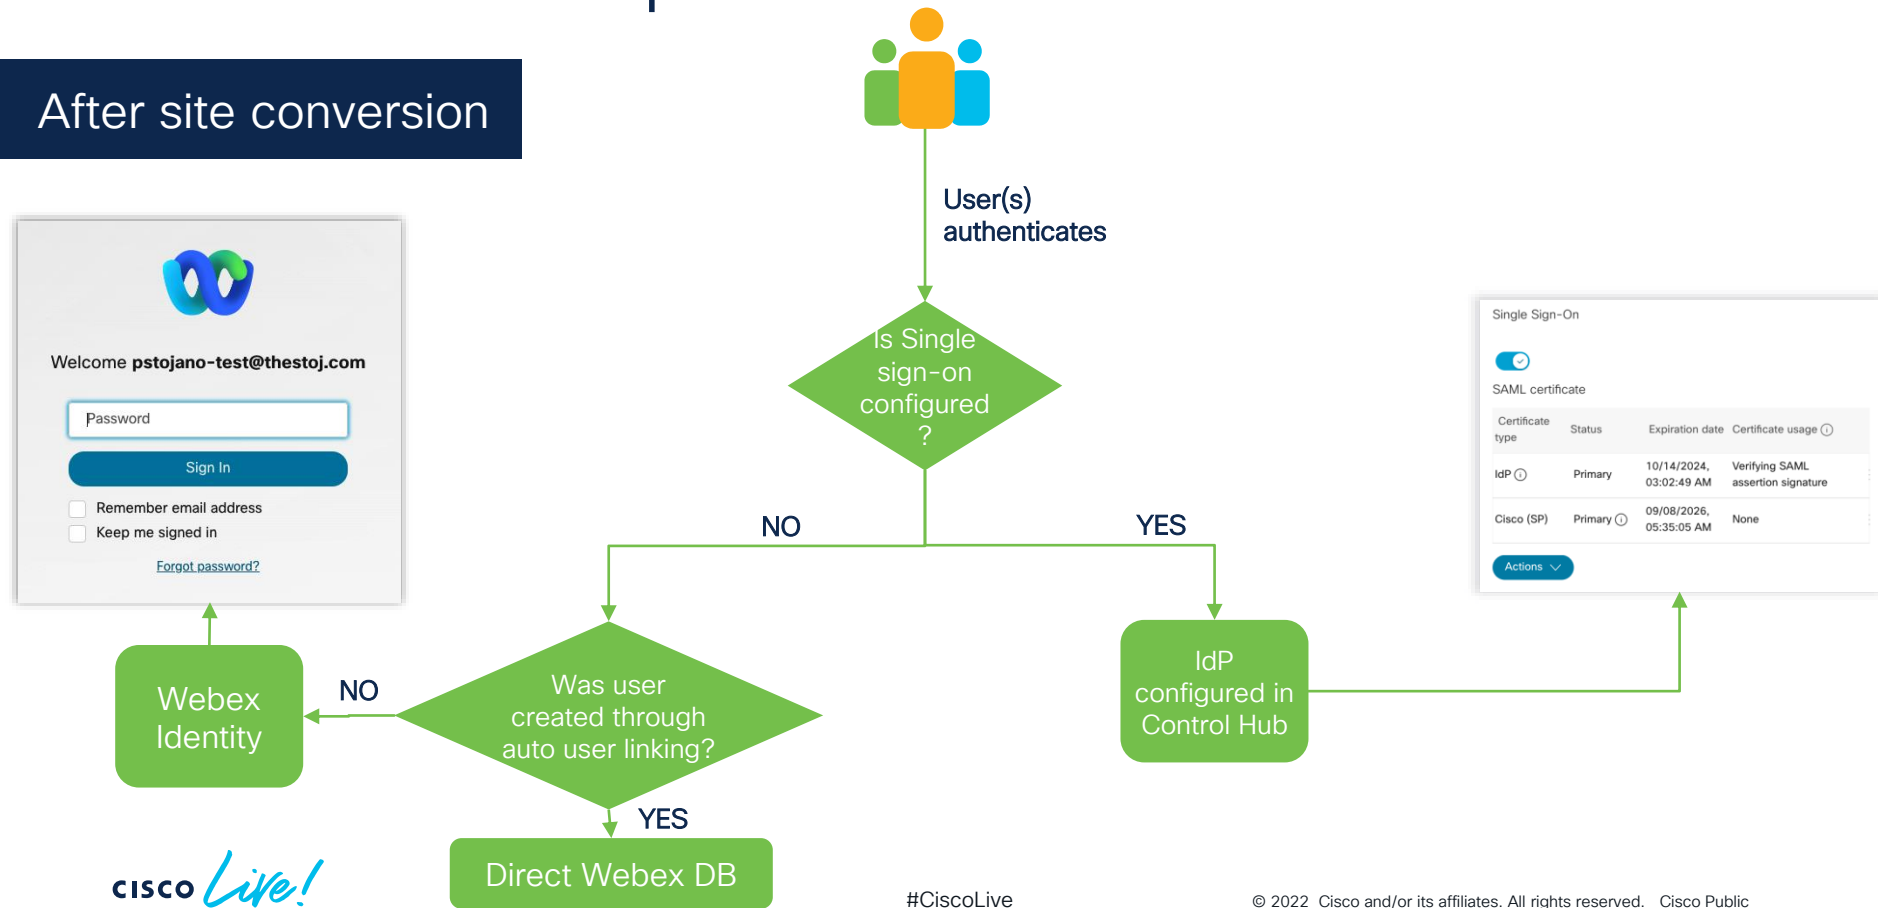 After site conversion
User(s)
authenticates
Is Single
sign-on
configured
?
NO
YES
Welcome pstojano-test@thestoj.com
Password
Sign In
Remember email address
Keep me signed in
Forgot password?
Single Sign-On
SAML certificate
Certificate type
Status
Expiration date
Certificate usage
IdP
Primary
10/14/2024,
03:02:49 AM
Verifying SAML
assertion signature
Cisco (SP)
Primary
09/08/2026,
05:35:05 AM
None
Actions
Webex
Identity
NO
Was user
created through
auto user linking?
IdP
configured in
Control Hub
YES
Direct Webex DB
CISCO Live!
#CiscoLive
© 2022 Cisco and/or its affiliates. All rights reserved. Cisco Public